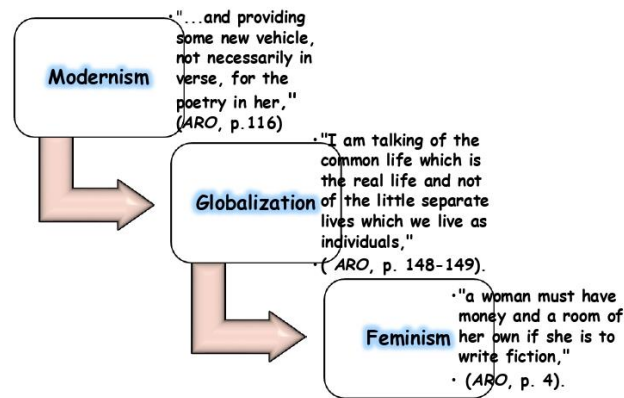 Modernism
•"...and providing
some new vehicle,
not necessarily in
verse, for the
poetry in her,"
(ARO, p.116)
Globalization
•"I am talking of the
common life which is
the real life and not
of the little separate
lives which we live as
individuals,"
•( ARO, p. 148-149).
Feminism
•"a woman must have
money and a room of
her own if she is to
write fiction,"
• (ARO, p. 4).